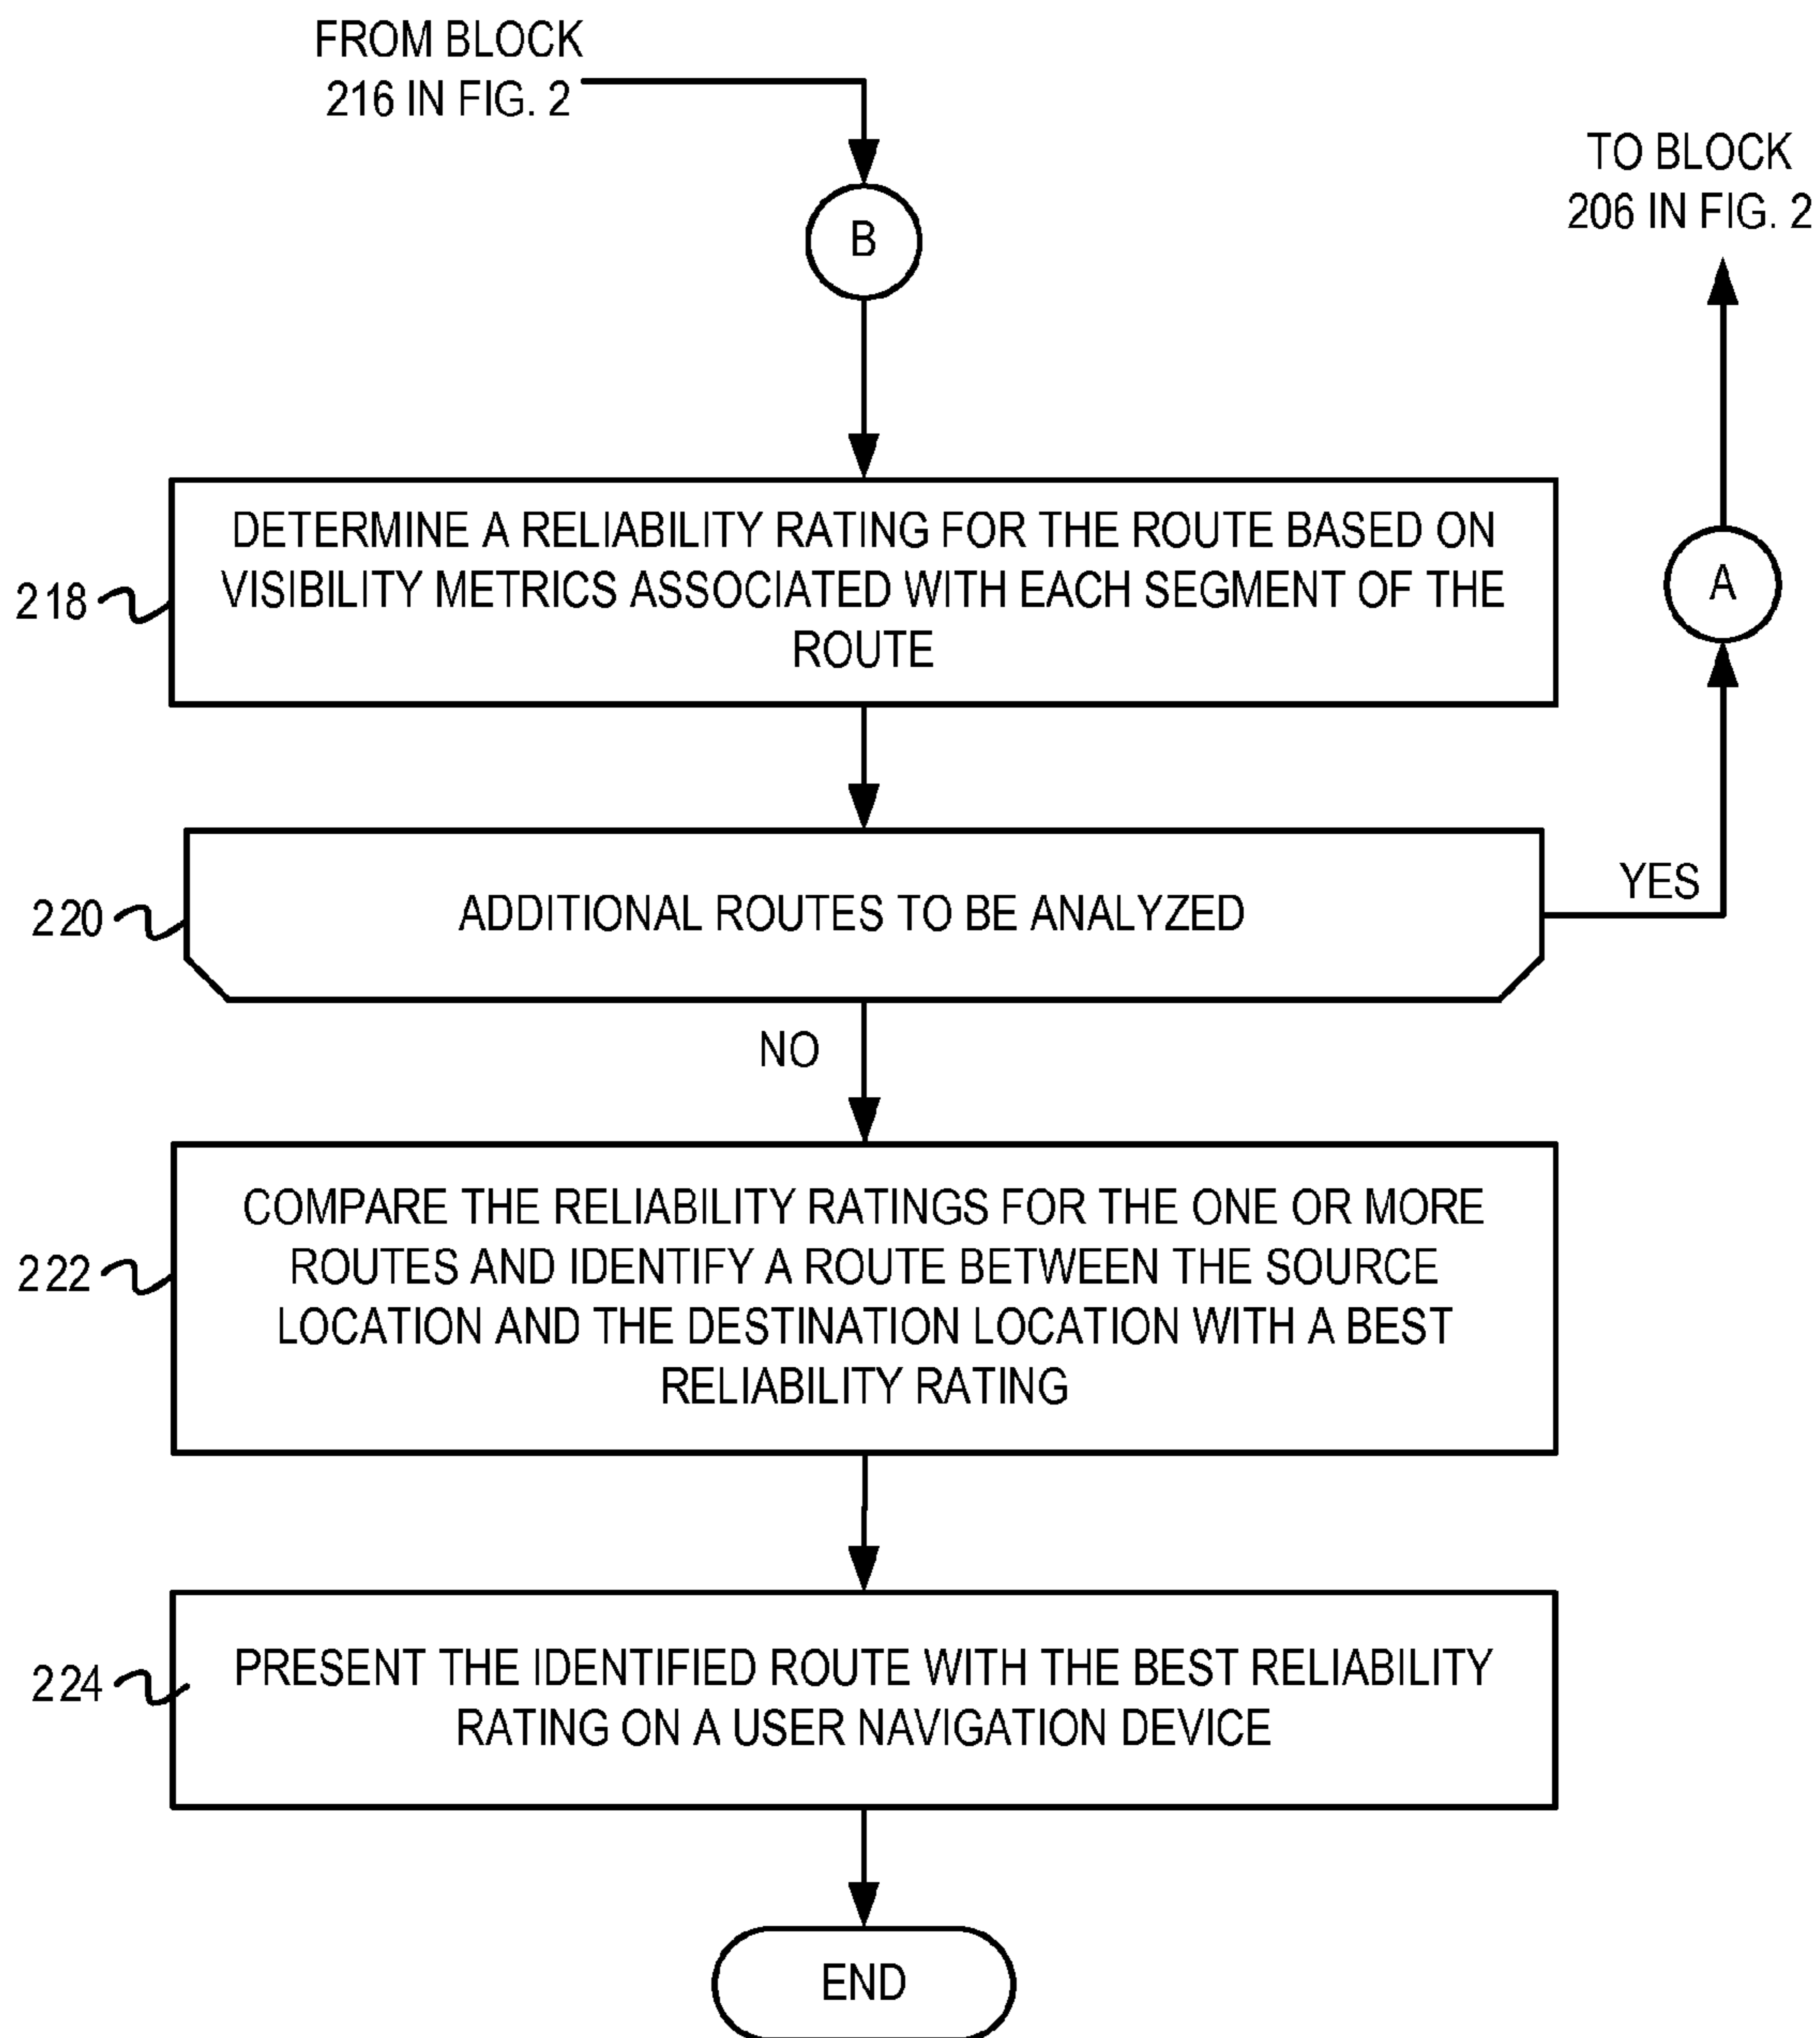 FROM BLOCK
216 IN FIG. 2
TO BLOCK
206 IN FIG. 2
B
A
218
DETERMINE A RELIABILITY RATING FOR THE ROUTE BASED ON
VISIBILITY METRICS ASSOCIATED WITH EACH SEGMENT OF THE
ROUTE
220
ADDITIONAL ROUTES TO BE ANALYZED
YES
NO
222
COMPARE THE RELIABILITY RATINGS FOR THE ONE OR MORE
ROUTES AND IDENTIFY A ROUTE BETWEEN THE SOURCE
LOCATION AND THE DESTINATION LOCATION WITH A BEST
RELIABILITY RATING
224
PRESENT THE IDENTIFIED ROUTE WITH THE BEST RELIABILITY
RATING ON A USER NAVIGATION DEVICE
END